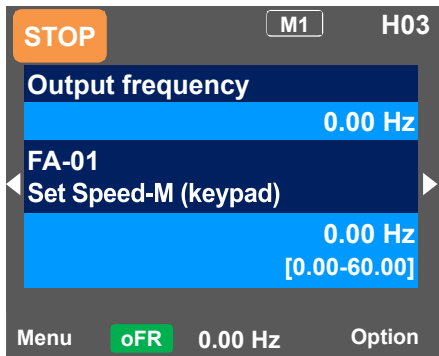 STOP M1 H03
Output frequency
0.00 Hz
FA-01
Set Speed-M (keypad)
0.00 Hz
[0.00-60.00]
Menu oFR 0.00 Hz Option